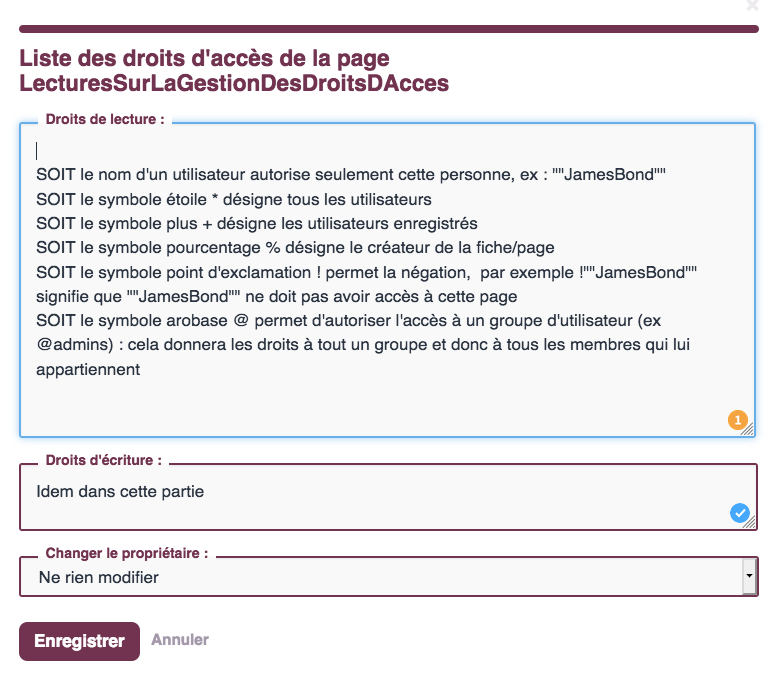 Liste des droits d'accès de la page
LecturesSurLaGestionDesDroitsDAcces
Droits de lecture :
SOIT le nom d'un utilisateur autorise seulement cette personne, ex : ""JamesBond""
SOIT le symbole étoile * désigne tous les utilisateurs
SOIT le symbole plus + désigne les utilisateurs enregistrés
SOIT le symbole pourcentage % désigne le créateur de la fiche/page
SOIT le symbole point d'exclamation ! permet la négation,  par exemple !""JamesBond""
signifie que ""JamesBond"" ne doit pas avoir accès à cette page
SOIT le symbole arobase @ permet d'autoriser l'accès à un groupe d'utilisateur (ex
@admins) : cela donnera les droits à tout un groupe et donc à tous les membres qui lui
appartiennent
1
Droits d'écriture :
Idem dans cette partie
Changer le propriétaire :
Ne rien modifier
Enregistrer Annuler